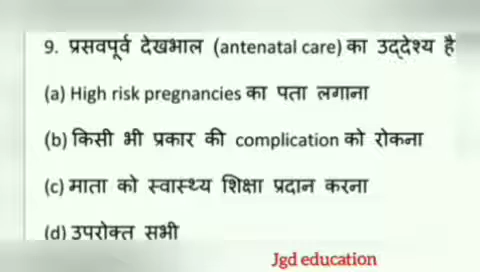 9. प्रसवपूर्व देखभाल (antenatal care) का उद्देश्य है
(a) High risk pregnancies का पता लगाना
(b) किसी भी प्रकार की complication को रोकना
(c) माता को स्वास्थ्य शिक्षा प्रदान करना
(d) उपरोक्त सभी
Jgd education